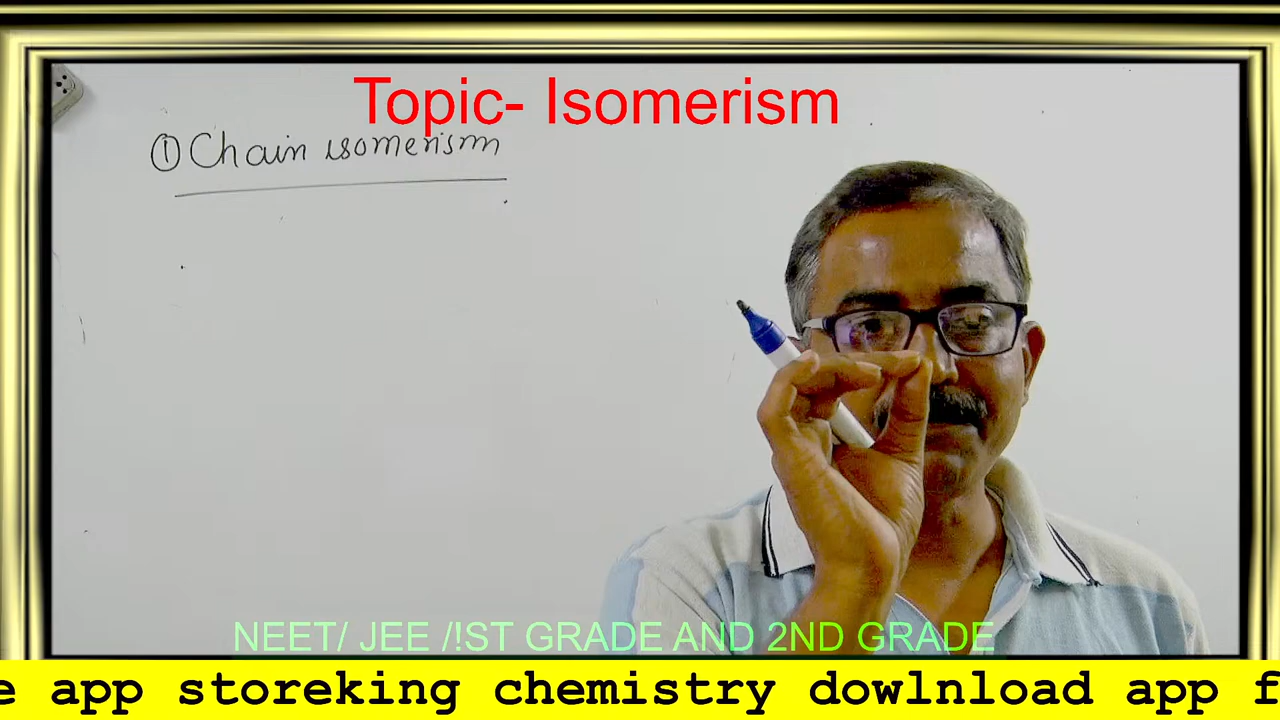 Topic- Isomerism
① Chain isomerism
NEET/ JEE /!ST GRADE AND 2ND GRADE
e app storeking chemistry dowlnload app f